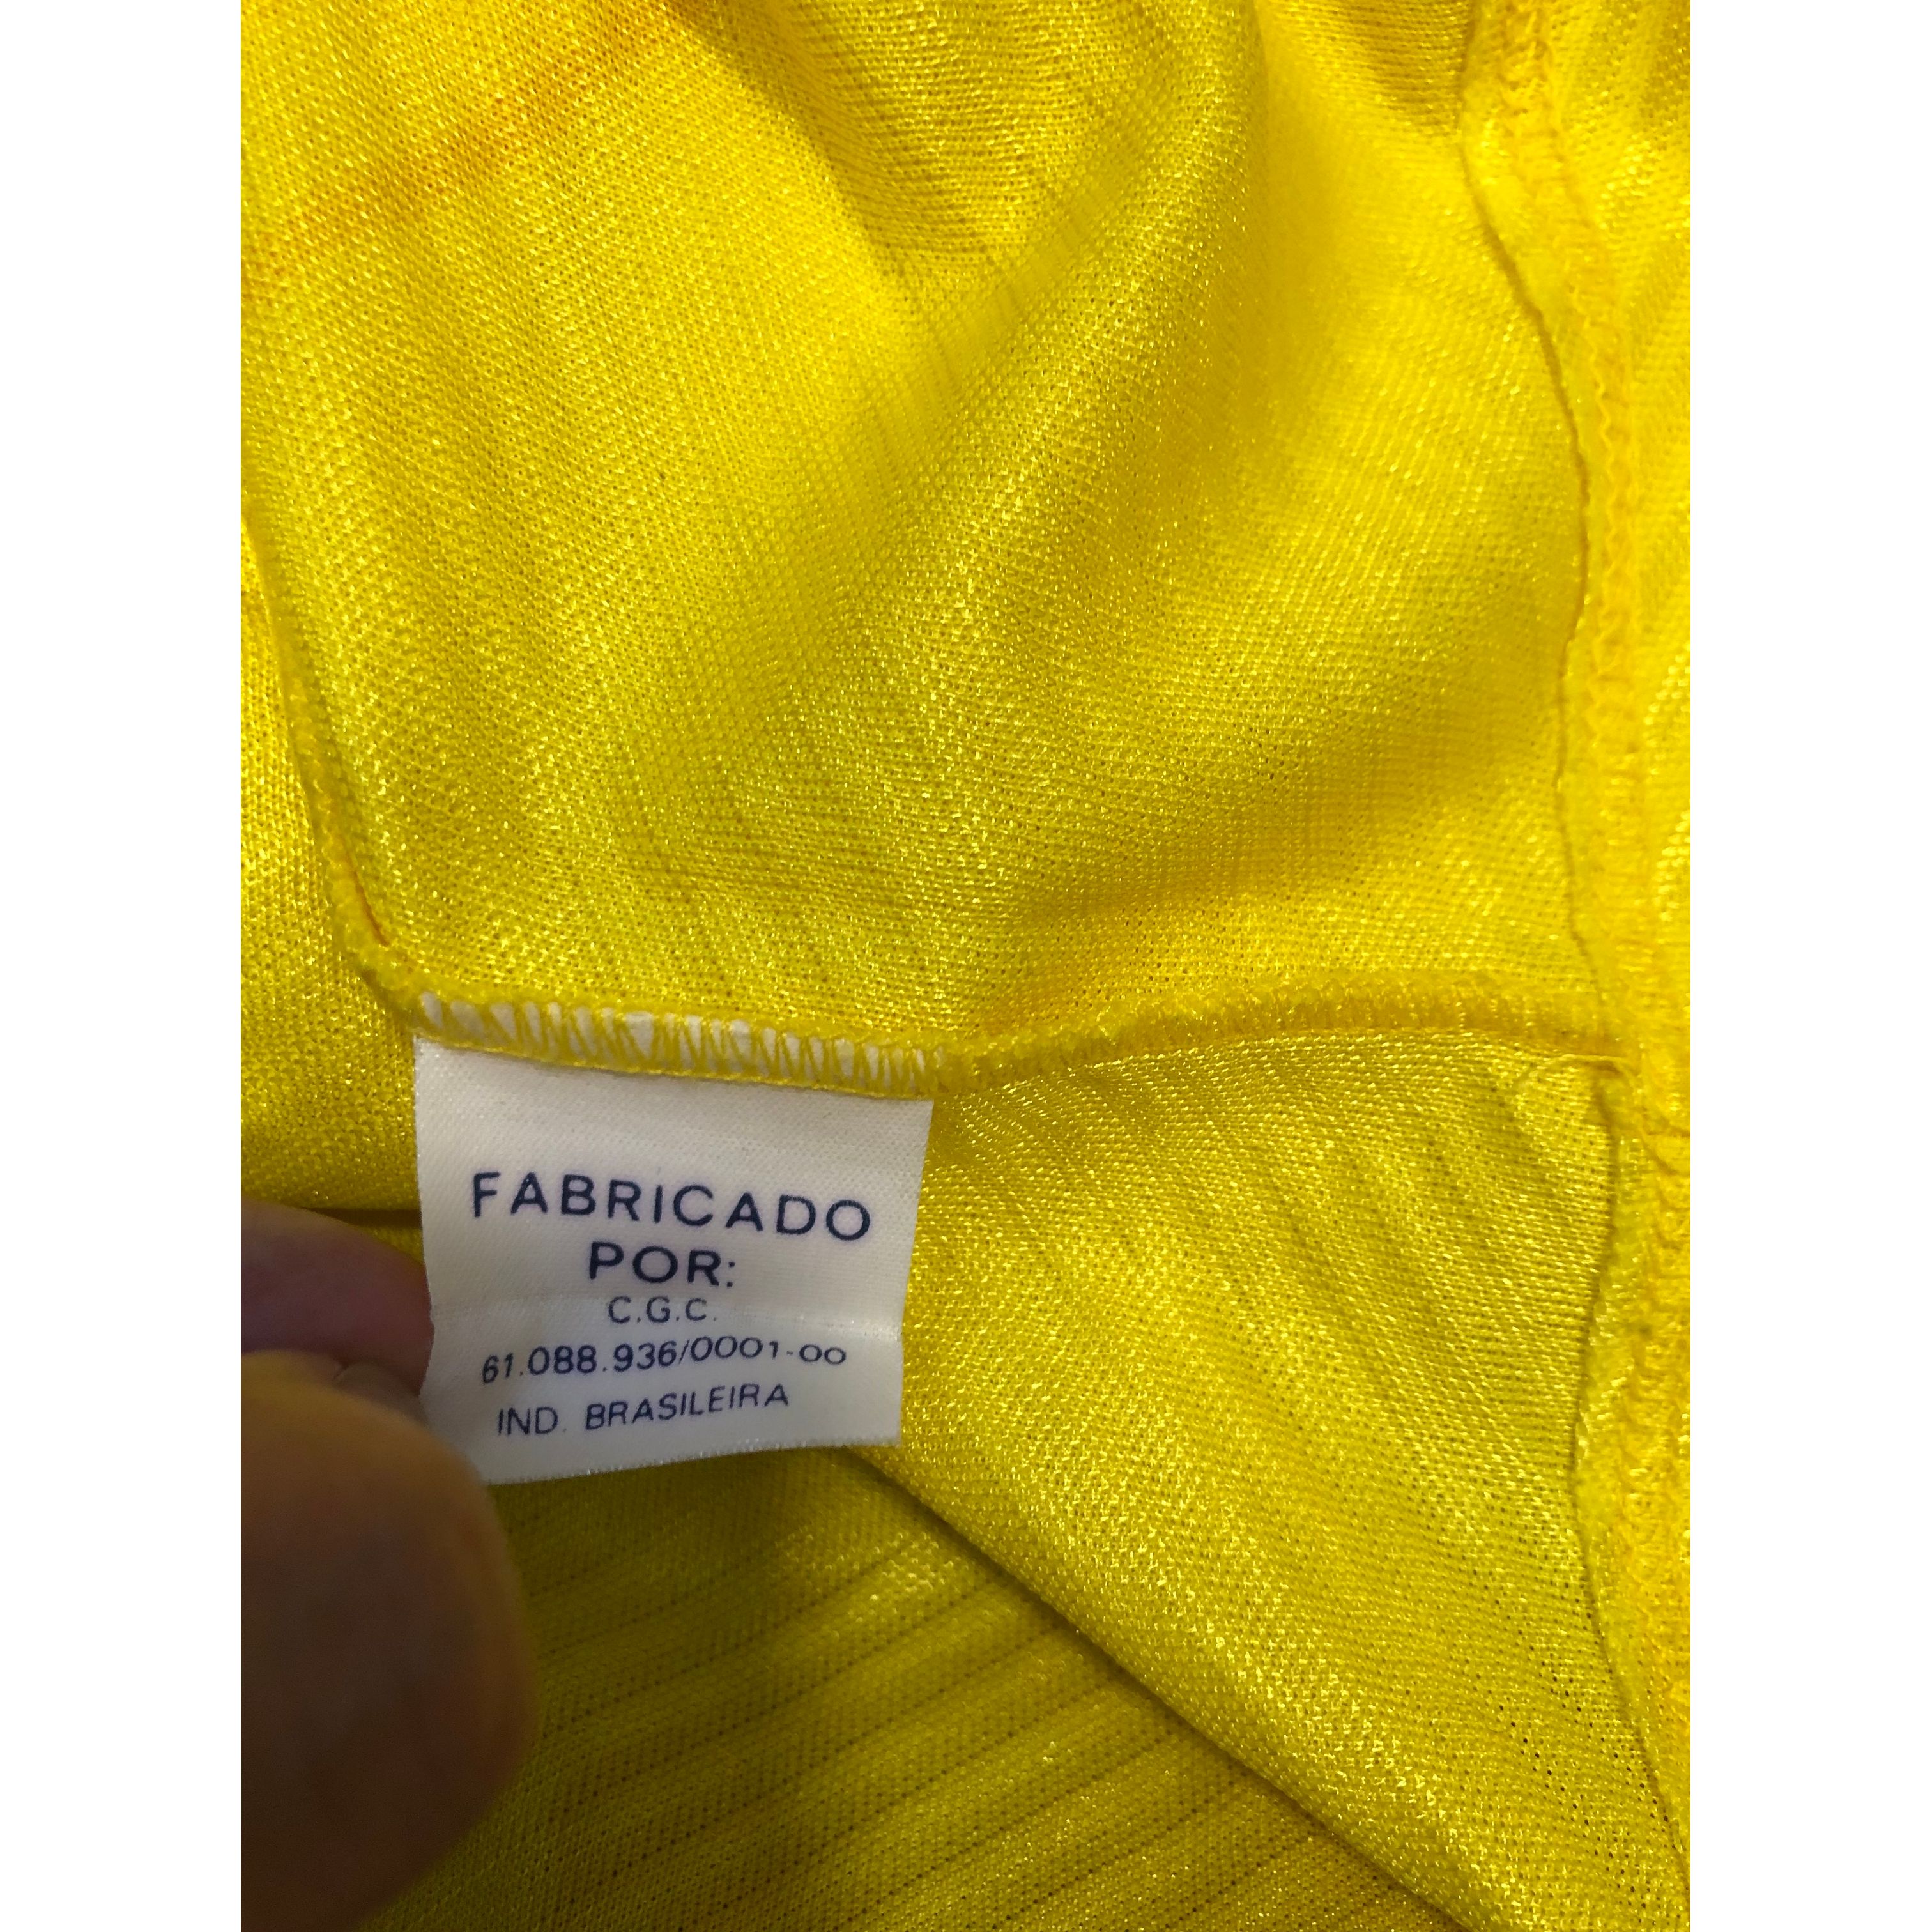 FABRICADO
POR:
C.G.C.
61.088.936/0001-00
IND. BRASILEIRA